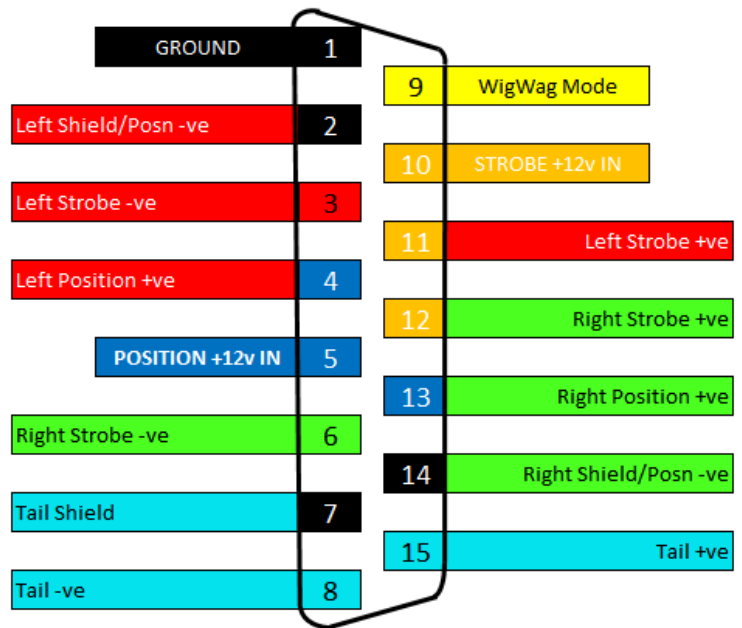 GROUND 1
9 WigWag Mode
Left Shield/Posn -ve 2
10 STROBE +12v IN
Left Strobe -ve 3
11 Left Strobe +ve
Left Position +ve 4
12 Right Strobe +ve
POSITION +12v IN 5
13 Right Position +ve
Right Strobe -ve 6
14 Right Shield/Posn -ve
Tail Shield 7
15 Tail +ve
Tail -ve 8